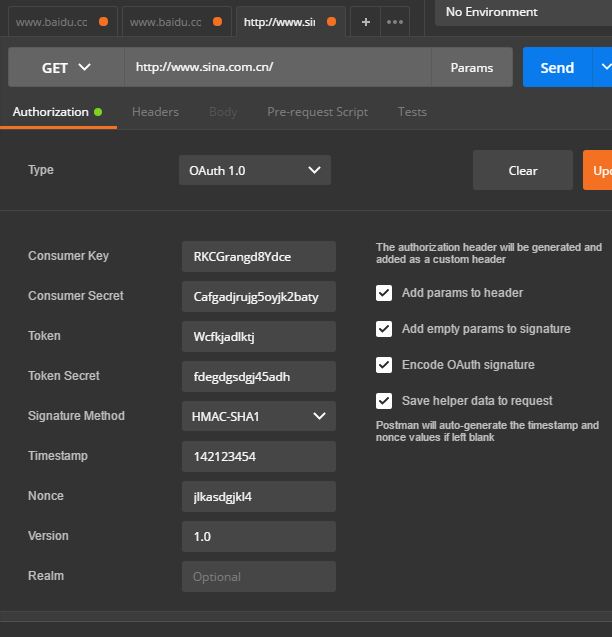 www.baidu.cc
www.baidu.cc
http://www.sin
No Environment
GET
http://www.sina.com.cn/
Params
Send
Authorization
Headers
Body
Pre-request Script
Tests
Type
OAuth 1.0
Clear
Upd
Consumer Key
RKCGrangd8Ydce
Consumer Secret
Cafgadjrujg5oyjk2baty
Token
Wcfkjadlktj
Token Secret
fdegdgsdgj45adh
Signature Method
HMAC-SHA1
Timestamp
142123454
Nonce
jlkasdgjkl4
Version
1.0
Realm
Optional
The authorization header will be generated and
added as a custom header
Add params to header
Add empty params to signature
Encode OAuth signature
Save helper data to request
Postman will auto-generate the timestamp and
nonce values if left blank